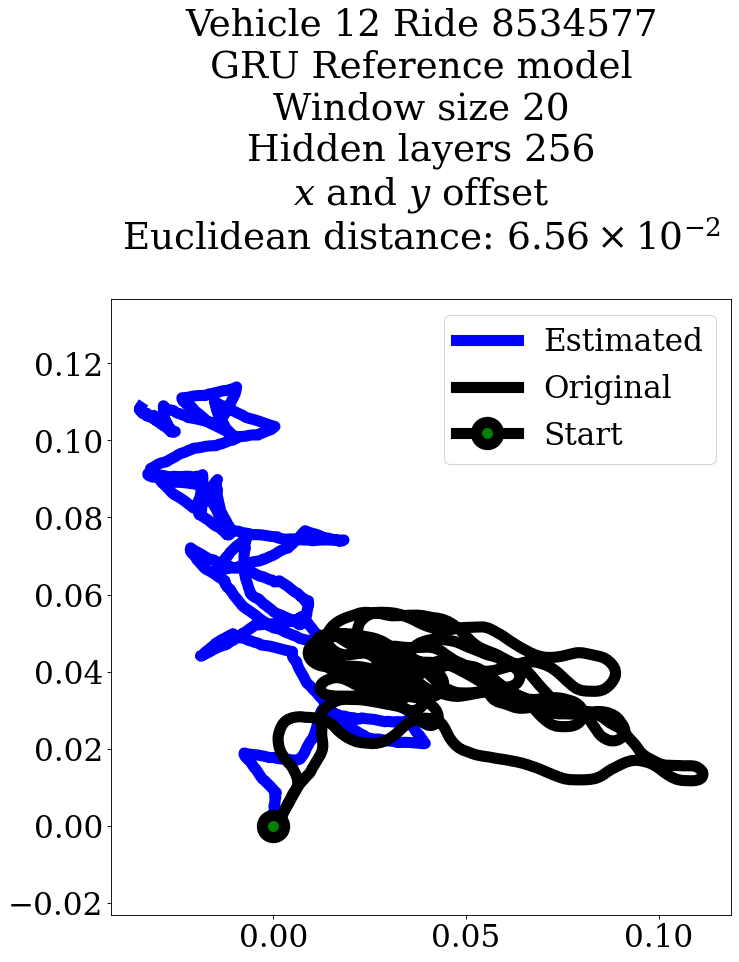 Vehicle 12 Ride 8534577
GRU Reference model
Window size 20
Hidden layers 256
x and y offset
Euclidean distance: 6.56 × 10⁻²
Estimated
Original
Start
0.12
0.10
0.08
0.06
0.04
0.02
0.00
−0.02
0.00 0.05 0.10